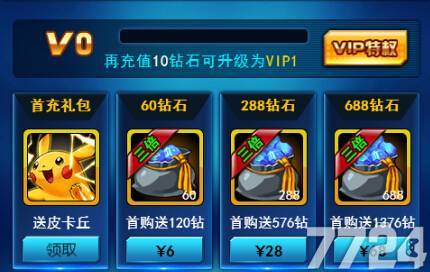 V0
再充值10钻石可升级为VIP1
VIP特权
首充礼包
60钻石
288钻石
688钻石
三倍
三倍
三倍
60
288
688
送皮卡丘
首购送120钻
首购送576钻
首购送1376钻
领取
¥6
¥28
¥68
7724